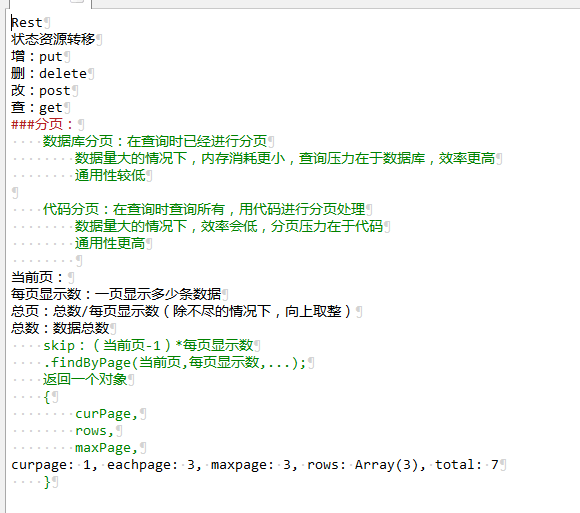 Rest
状态资源转移
增：put
删：delete
改：post
查：get
###分页：
数据库分页：在查询时已经进行分页
数据量大的情况下，内存消耗更小，查询压力在于数据库，效率更高
通用性较低
代码分页：在查询时查询所有，用代码进行分页处理
数据量大的情况下，效率会低，分页压力在于代码
通用性更高
当前页：
每页显示数：一页显示多少条数据
总页：总数/每页显示数（除不尽的情况下，向上取整）
总数：数据总数
skip：（当前页-1）*每页显示数
.findByPage(当前页,每页显示数,...);
返回一个对象
{
curPage,
rows,
maxPage,
curpage: 1, eachpage: 3, maxpage: 3, rows: Array(3), total: 7
}